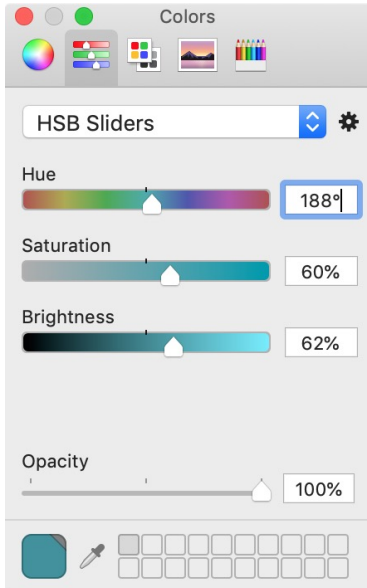 Colors
HSB Sliders
Hue
188°
Saturation
60%
Brightness
62%
Opacity
100%